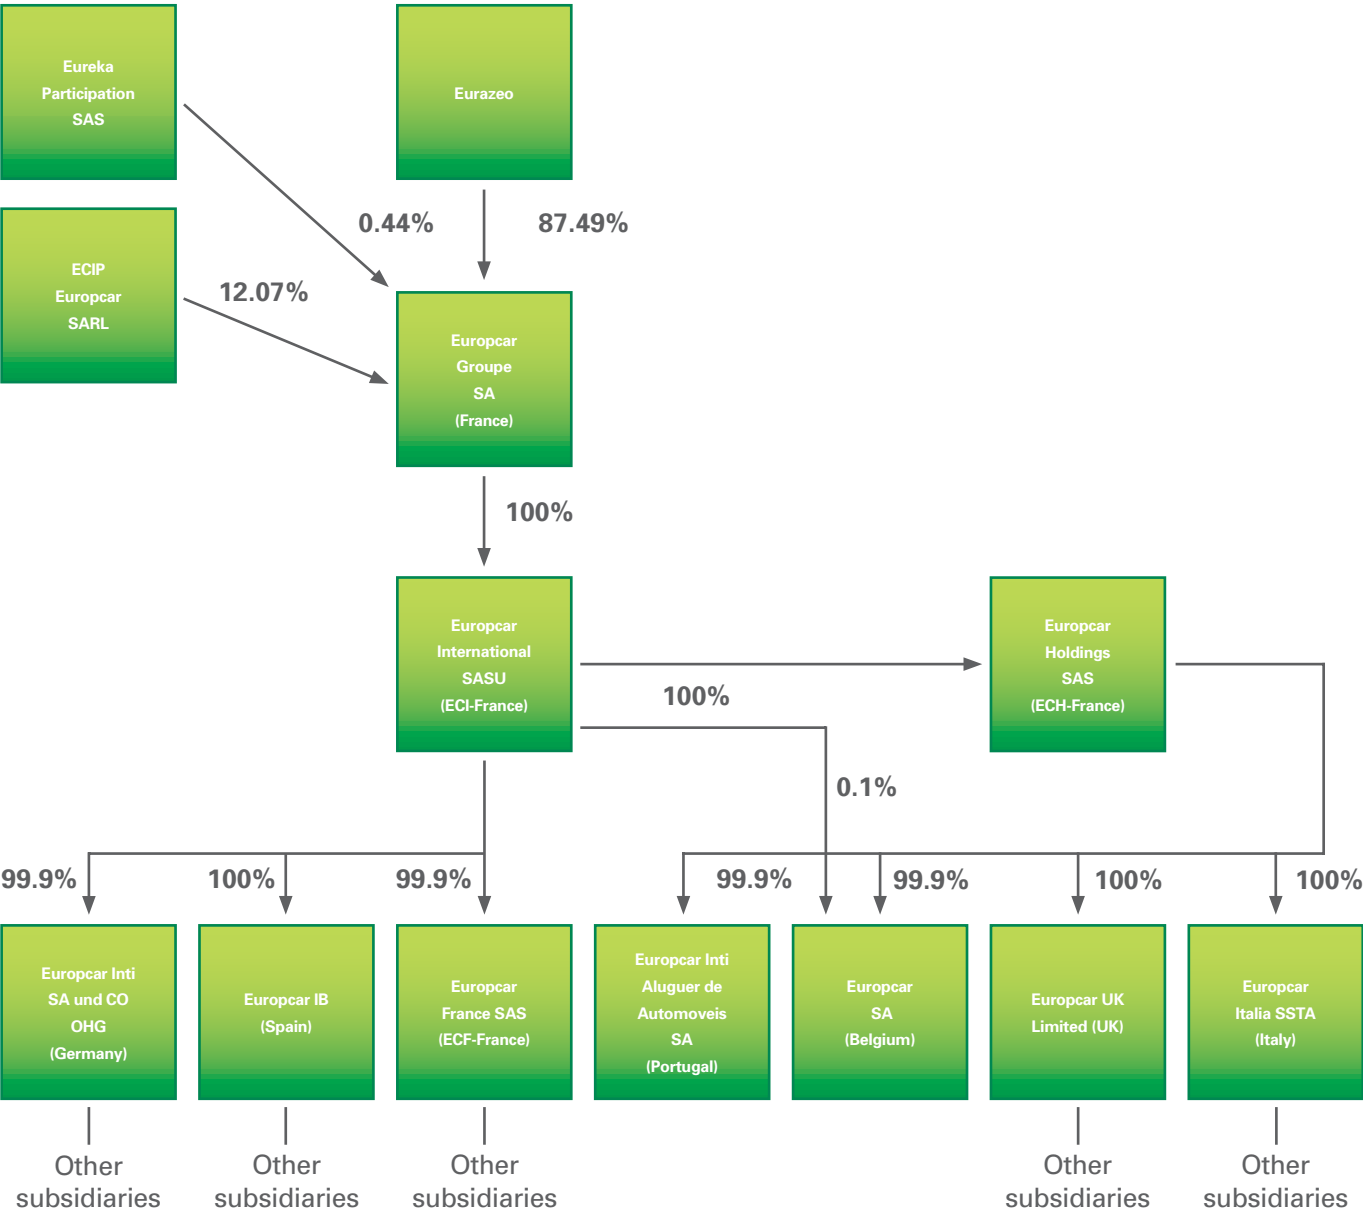 Eureka
Participation
SAS
Eurazeo
0.44%
87.49%
ECIP
Europcar
SARL
12.07%
Europcar
Groupe
SA
(France)
100%
Europcar
International
SASU
(ECI-France)
100%
Europcar
Holdings
SAS
(ECH-France)
0.1%
99.9%
100%
99.9%
99.9%
99.9%
100%
100%
Europcar Inti
SA und CO
OHG
(Germany)
Europcar IB
(Spain)
Europcar
France SAS
(ECF-France)
Europcar Inti
Aluguer de
Automoveis
SA
(Portugal)
Europcar
SA
(Belgium)
Europcar UK
Limited (UK)
Europcar
Italia SSTA
(Italy)
Other
subsidiaries
Other
subsidiaries
Other
subsidiaries
Other
subsidiaries
Other
subsidiaries